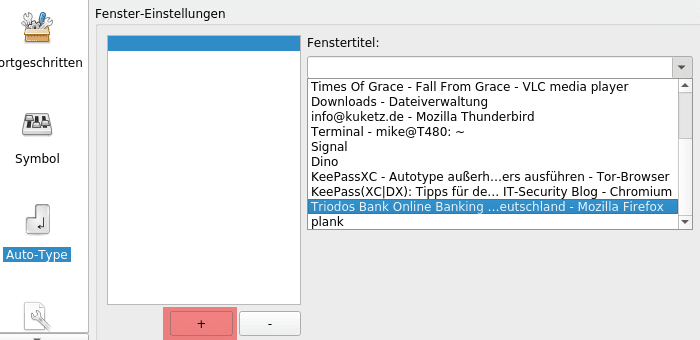 Fenster-Einstellungen
ortgeschritten
Symbol
Auto-Type
Fenstertitel:
Times Of Grace - Fall From Grace - VLC media player
Downloads - Dateiverwaltung
info@kuketz.de - Mozilla Thunderbird
Terminal - mike@T480: ~
Signal
Dino
KeePassXC - Autotype außerh...ers ausführen - Tor-Browser
KeePass(XC|DX): Tipps für de... IT-Security Blog - Chromium
Triodos Bank Online Banking ...eutschland - Mozilla Firefox
plank
+
-